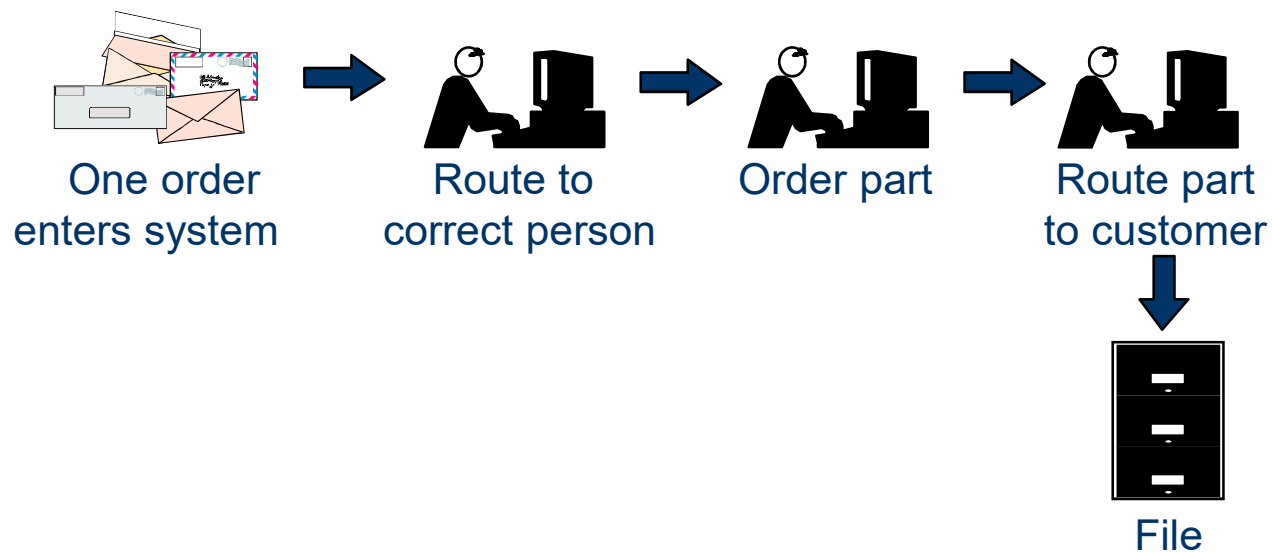 One order
enters system
Route to
correct person
Order part
Route part
to customer
File